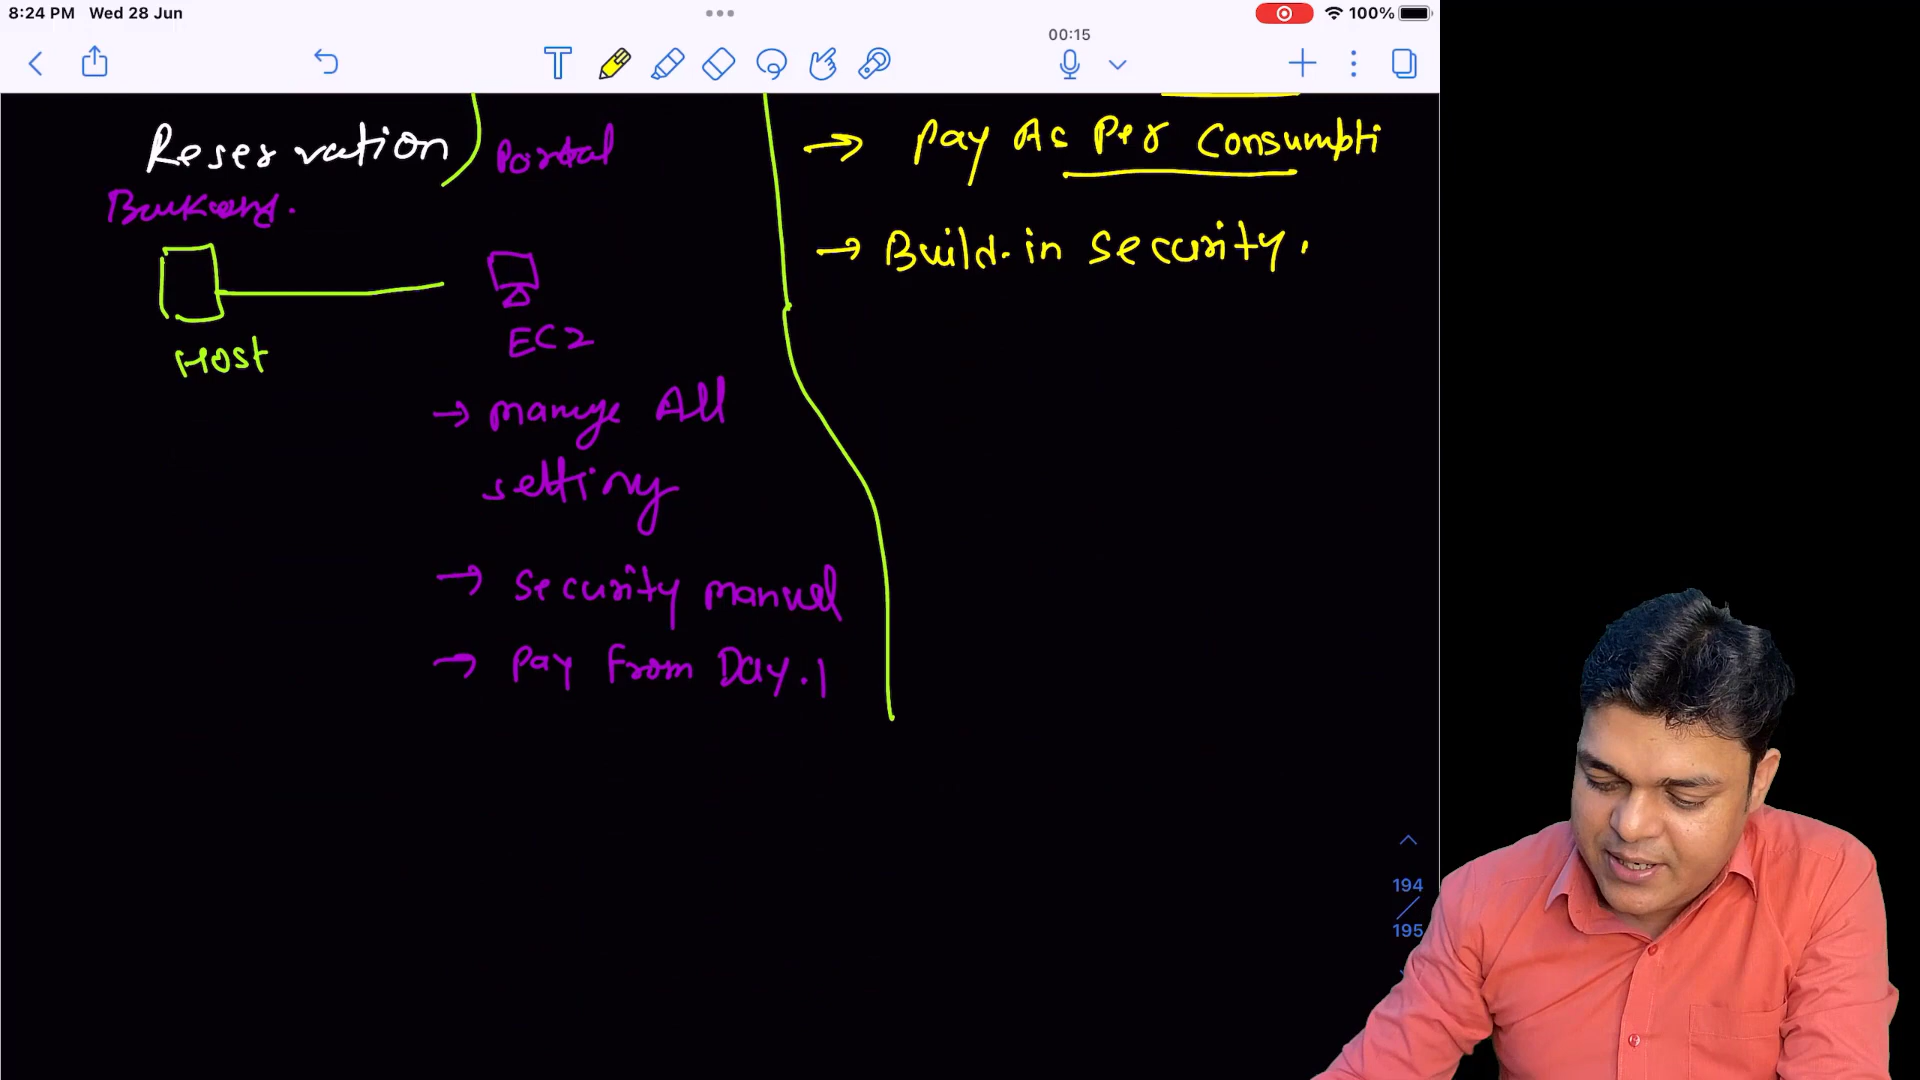 8:24 PM Wed 28 Jun
100%
00:15
Reservation
Portal
Backend.
Host
EC2
→ manage All
setting
→ Security manual
→ Pay From Day.1
→ Pay As Per Consumpti
→ Build.in Security.
194
195